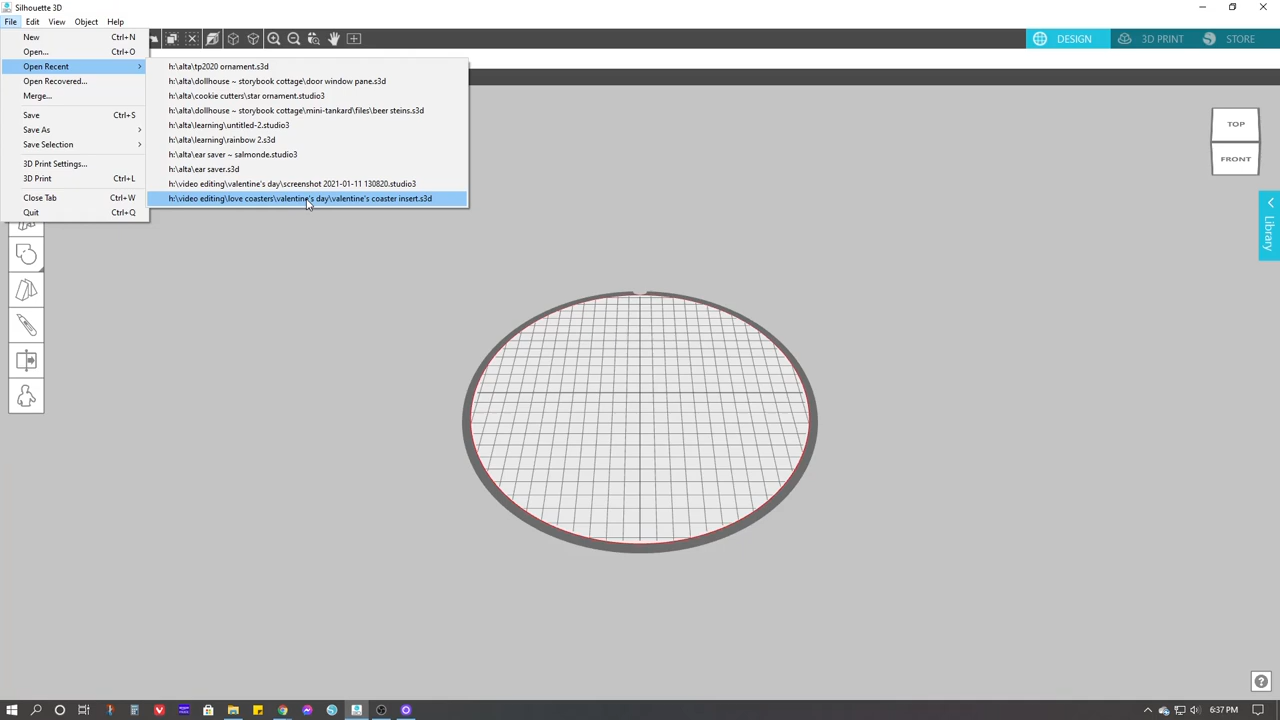 Silhouette 3D
File Edit View Object Help
DESIGN 3D PRINT STORE
New Ctrl+N
Open... Ctrl+O
Open Recent
Open Recovered...
Merge...
Save Ctrl+S
Save As
Save Selection
3D Print Settings...
3D Print Ctrl+L
Close Tab Ctrl+W
Quit Ctrl+Q
h:\alta\tp2020 ornament.s3d
h:\alta\dollhouse ~ storybook cottage\door window pane.s3d
h:\alta\cookie cutters\star ornament.studio3
h:\alta\dollhouse ~ storybook cottage\mini-tankard\files\beer steins.s3d
h:\alta\learning\untitled-2.studio3
h:\alta\learning\rainbow 2.s3d
h:\alta\ear saver ~ salmonde.studio3
h:\alta\ear saver.s3d
h:\video editing\valentine's day\screenshot 2021-01-11 130820.studio3
h:\video editing\love coasters\valentine's day\valentine's coaster insert.s3d
TOP
FRONT
Library
6:37 PM